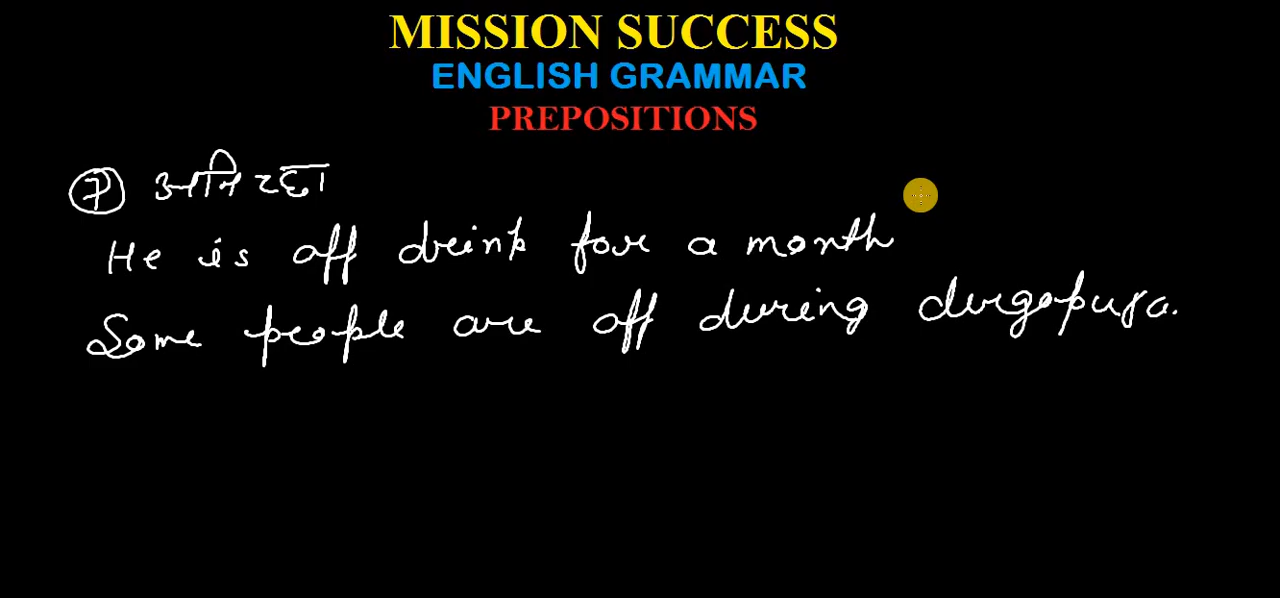 MISSION SUCCESS
ENGLISH GRAMMAR
PREPOSITIONS
7
He is off drink for a month
Some people are off during durgapuja.